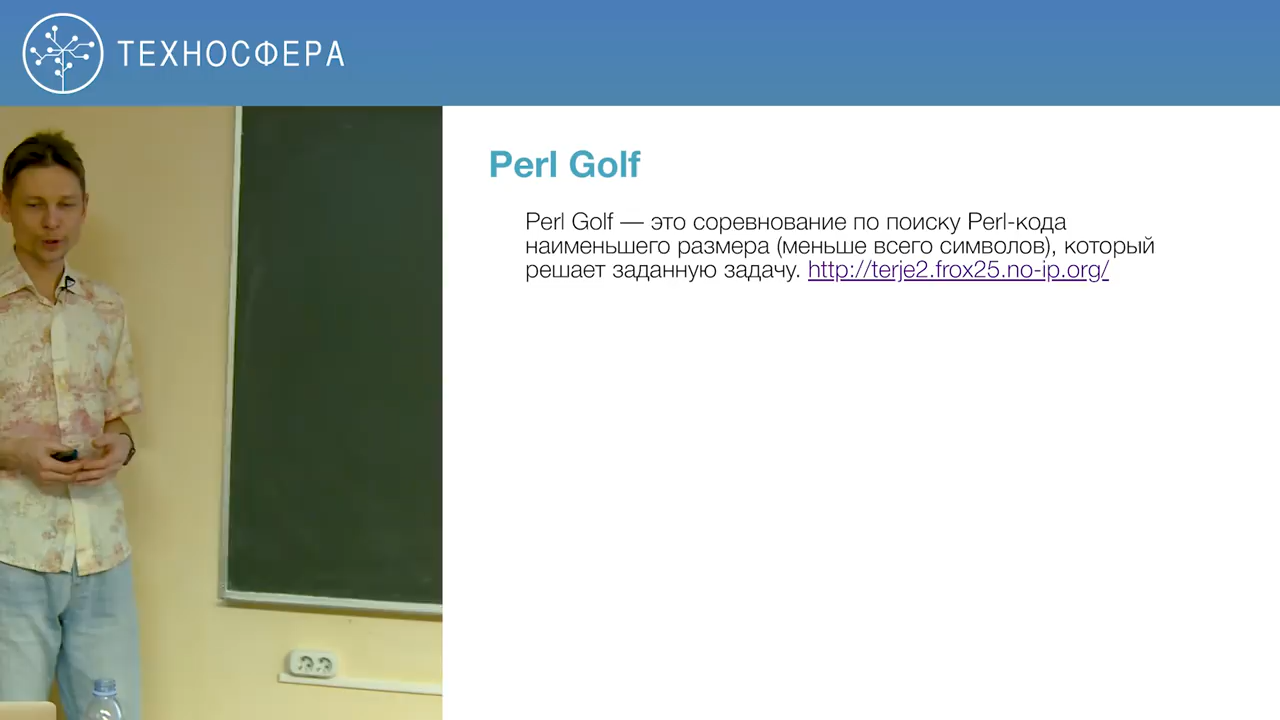 ТЕХНОСФЕРА
Perl Golf
Perl Golf — это соревнование по поиску Perl-кода
наименьшего размера (меньше всего символов), который
решает заданную задачу. http://terje2.frox25.no-ip.org/